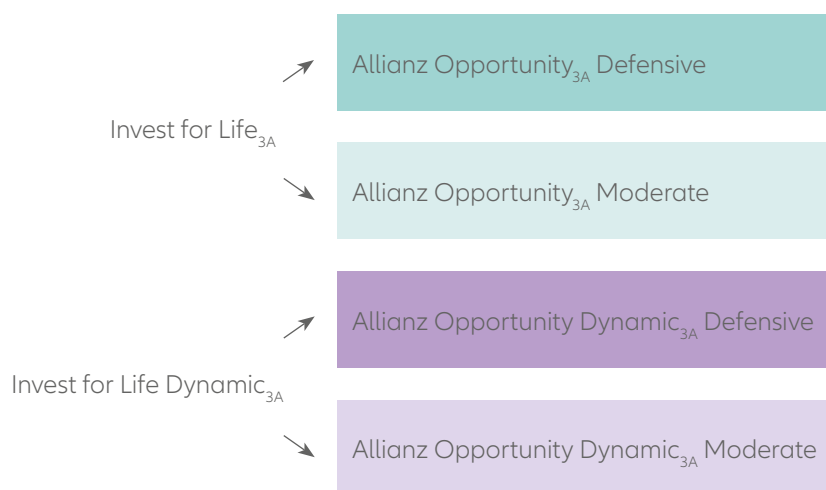 Allianz Opportunity₃ₐ Defensive
Invest for Life₃ₐ
Allianz Opportunity₃ₐ Moderate
Allianz Opportunity Dynamic₃ₐ Defensive
Invest for Life Dynamic₃ₐ
Allianz Opportunity Dynamic₃ₐ Moderate